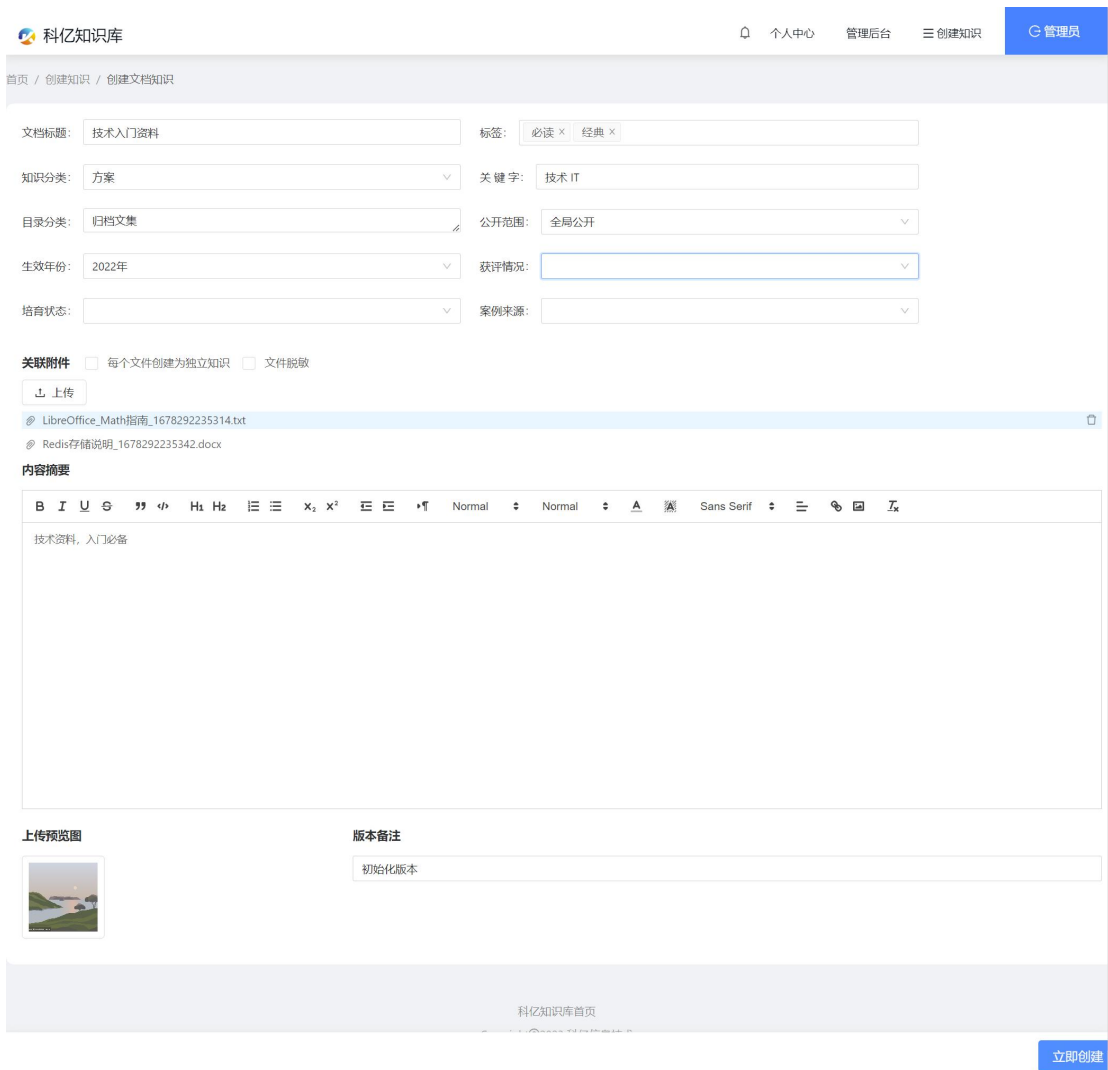 科亿知识库
个人中心 管理后台 创建知识 管理员
首页 / 创建知识 / 创建文档知识
文档标题: 技术入门资料 标签: 必读 × 经典 ×
知识分类: 方案 关 键 字: 技术 IT
目录分类: 归档文集 公开范围: 全局公开
生效年份: 2022年 获评情况:
培育状态: 案例来源:
关联附件 每个文件创建为独立知识 文件脱敏
上传
LibreOffice_Math指南_1678292235314.txt
Redis存储说明_1678292235342.docx
内容摘要
B I U S H1 H2 x₂ x² Normal Normal A A Sans Serif Tx
技术资料，入门必备
上传预览图 版本备注
初始化版本
科亿知识库首页
立即创建